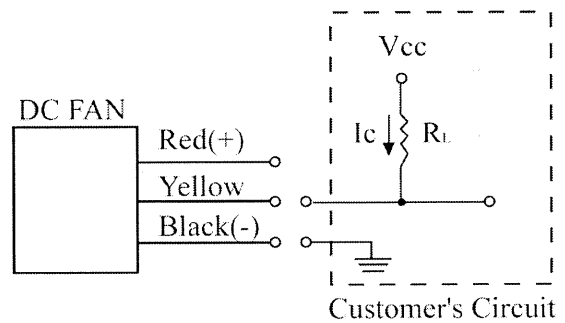 Vcc
DC FAN
Red(+)
Ic
RL
Yellow
Black(-)
Customer's Circuit